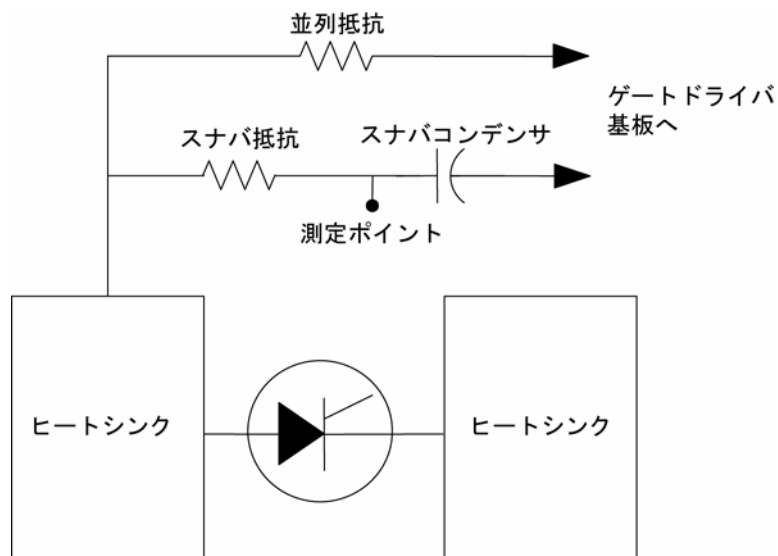 並列抵抗
ゲートドライバ
基板へ
スナバ抵抗
スナバコンデンサ
測定ポイント
ヒートシンク
ヒートシンク